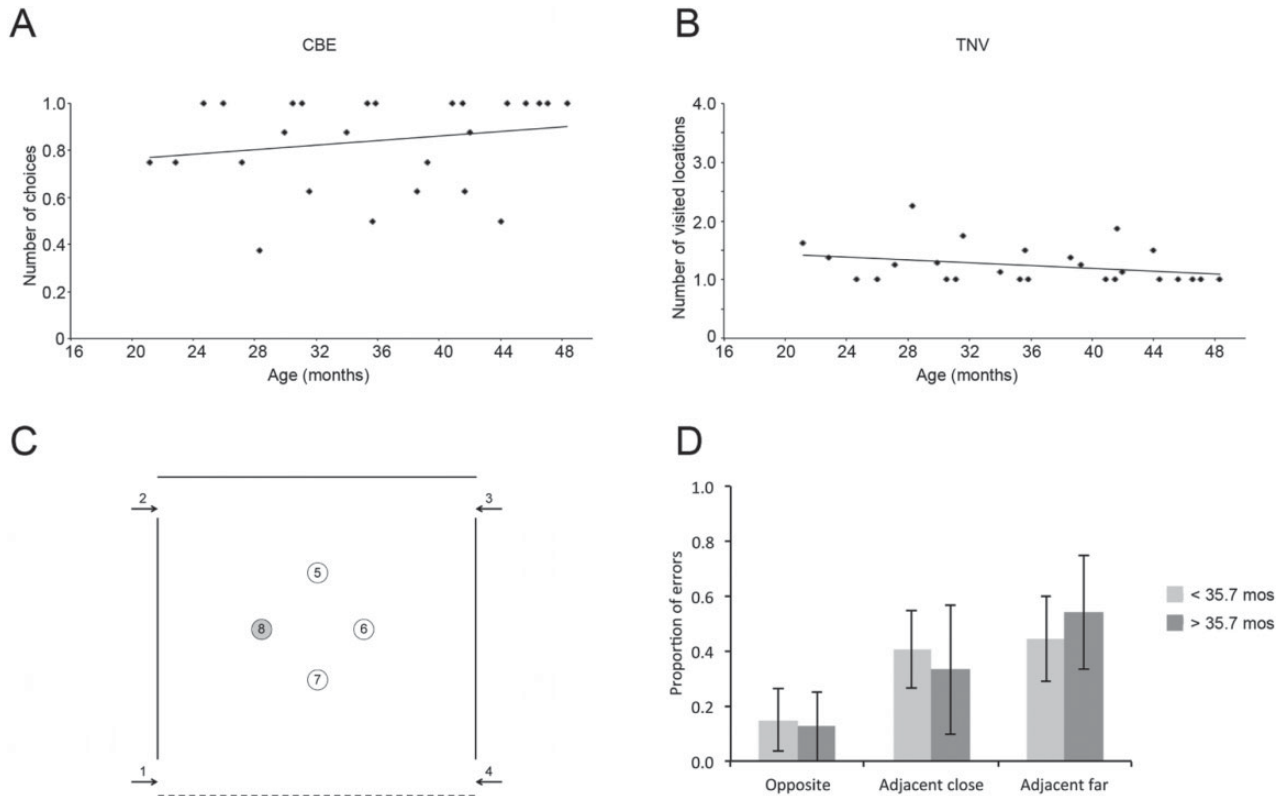 A
CBE
Number of choices
1.0
0.8
0.6
0.4
0.2
0
16 20 24 28 32 36 40 44 48
Age (months)
B
TNV
Number of visited locations
4.0
3.0
2.0
1.0
0
16 20 24 28 32 36 40 44 48
Age (months)
C
2 3
5
8 6
7
1 4
D
Proportion of errors
1.0
0.8
0.6
0.4
0.2
0.0
Opposite Adjacent close Adjacent far
< 35.7 mos
> 35.7 mos